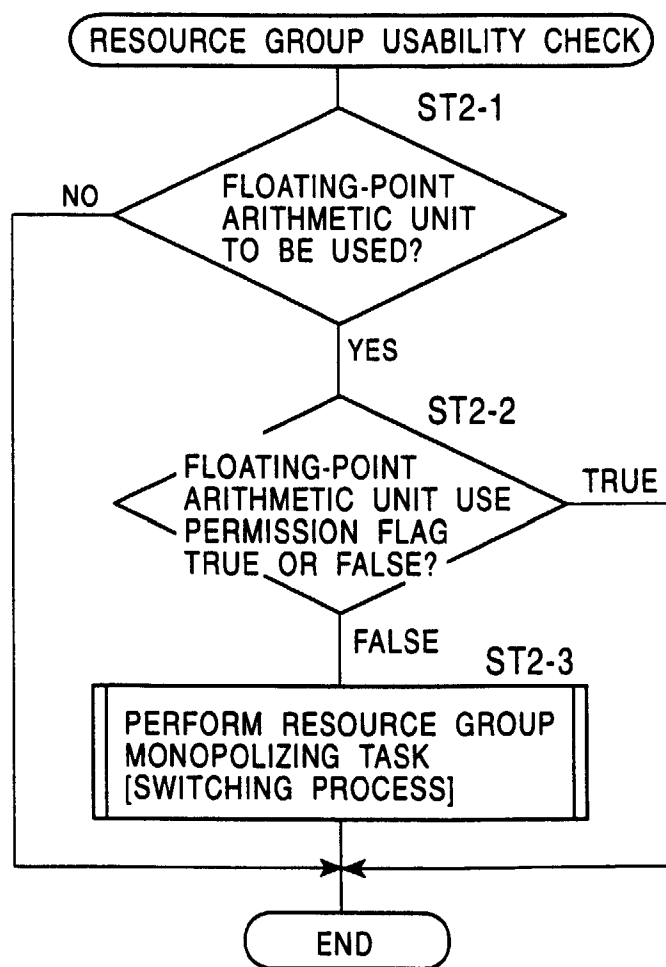 RESOURCE GROUP USABILITY CHECK
ST2-1
FLOATING-POINT
ARITHMETIC UNIT
TO BE USED?
NO
YES
ST2-2
FLOATING-POINT
ARITHMETIC UNIT USE
PERMISSION FLAG
TRUE OR FALSE?
TRUE
FALSE
ST2-3
PERFORM RESOURCE GROUP
MONOPOLIZING TASK
[SWITCHING PROCESS]
END